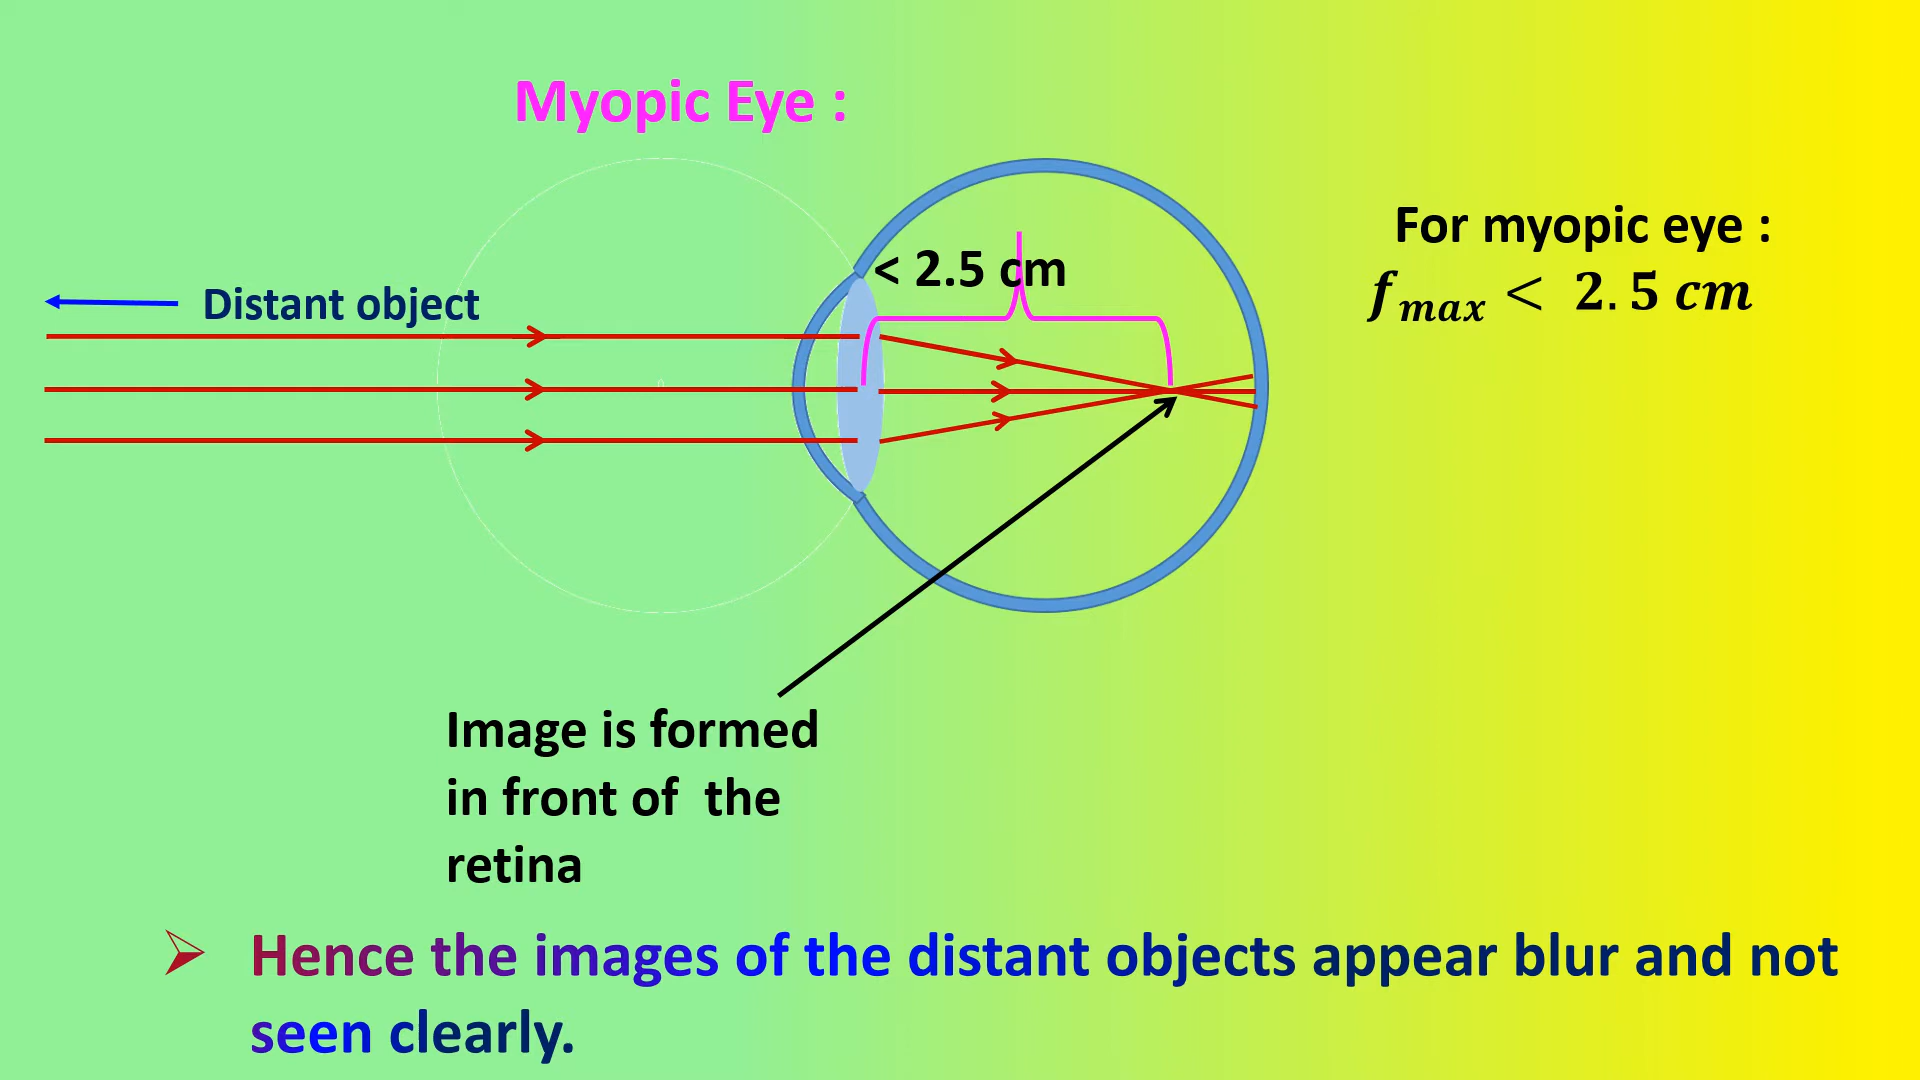 Myopic Eye :
For myopic eye :
< 2.5 cm
f_max < 2.5 cm
Distant object
Image is formed
in front of the
retina
➢ Hence the images of the distant objects appear blur and not
seen clearly.